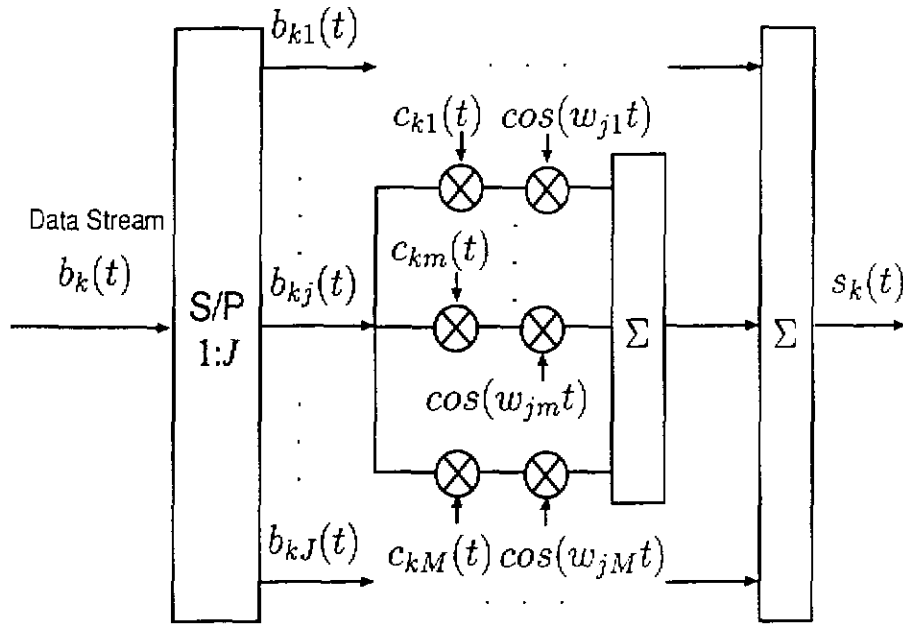 b_{k1}(t)
. . .
c_{k1}(t) cos(w_{j1}t)
Data Stream
b_k(t)
S/P
1:J
b_{kj}(t)
c_{km}(t)
cos(w_{jm}t)
Σ
Σ
s_k(t)
b_{kJ}(t)
c_{kM}(t) cos(w_{jM}t)
. . .